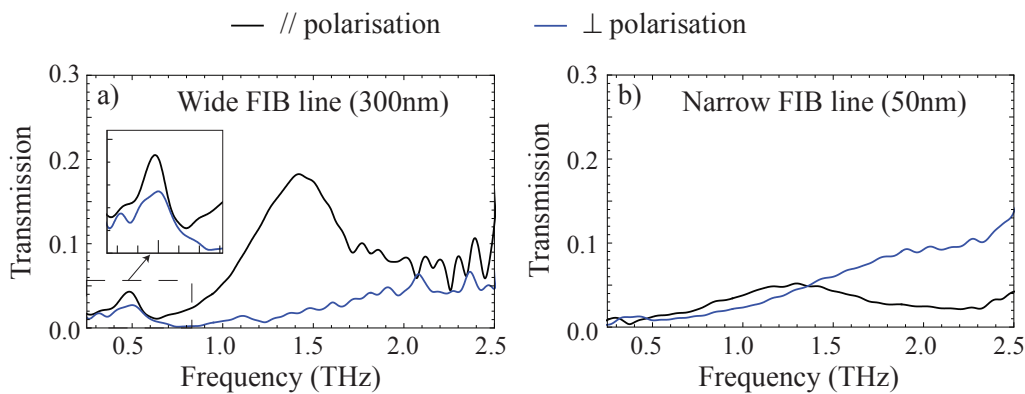 // polarisation
⊥ polarisation
a) Wide FIB line (300nm)
0.3
0.2
0.1
0.0
Transmission
0.5 1.0 1.5 2.0 2.5
Frequency (THz)
b) Narrow FIB line (50nm)
0.3
0.2
0.1
0.0
Transmission
0.5 1.0 1.5 2.0 2.5
Frequency (THz)